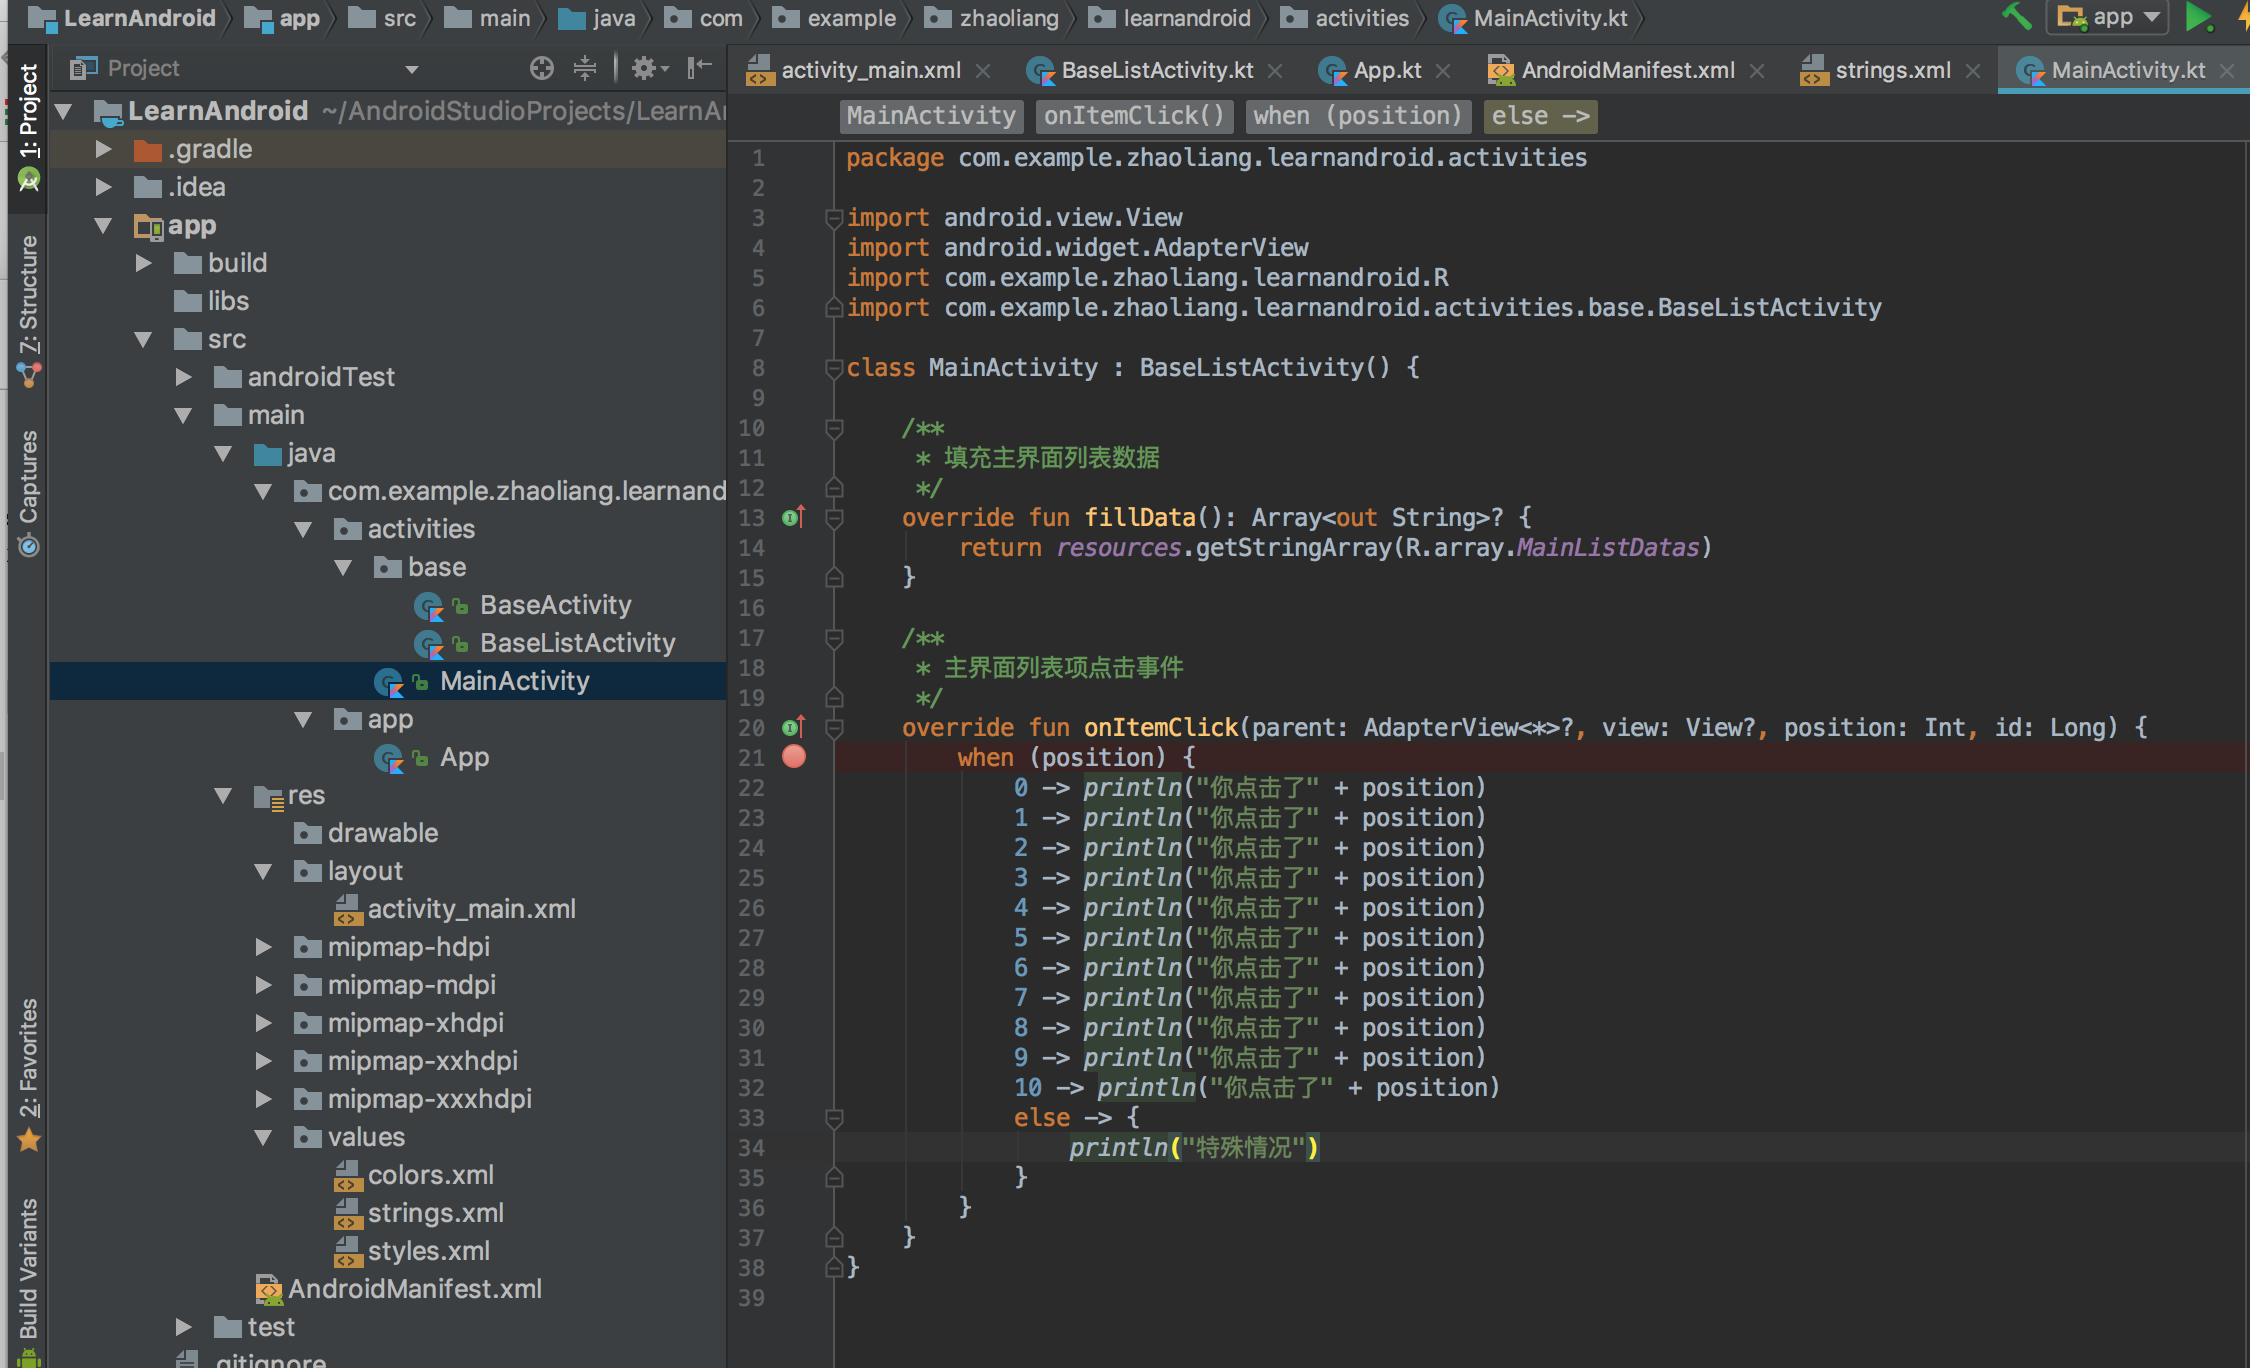 LearnAndroid app src main java com example zhaoliang learnandroid activities MainActivity.kt app
Project
activity_main.xml BaseListActivity.kt App.kt AndroidManifest.xml strings.xml MainActivity.kt
MainActivity onItemClick() when (position) else ->
1: Project
7: Structure
Captures
2: Favorites
Build Variants
LearnAndroid ~/AndroidStudioProjects/LearnAn
.gradle
.idea
app
build
libs
src
androidTest
main
java
com.example.zhaoliang.learnand
activities
base
BaseActivity
BaseListActivity
MainActivity
app
App
res
drawable
layout
activity_main.xml
mipmap-hdpi
mipmap-mdpi
mipmap-xhdpi
mipmap-xxhdpi
mipmap-xxxhdpi
values
colors.xml
strings.xml
styles.xml
AndroidManifest.xml
test
.gitignore
1 package com.example.zhaoliang.learnandroid.activities
2
3 import android.view.View
4 import android.widget.AdapterView
5 import com.example.zhaoliang.learnandroid.R
6 import com.example.zhaoliang.learnandroid.activities.base.BaseListActivity
7
8 class MainActivity : BaseListActivity() {
9
10 /**
11 * 填充主界面列表数据
12 */
13 override fun fillData(): Array<out String>? {
14 return resources.getStringArray(R.array.MainListDatas)
15 }
16
17 /**
18 * 主界面列表项点击事件
19 */
20 override fun onItemClick(parent: AdapterView<*>?, view: View?, position: Int, id: Long) {
21 when (position) {
22 0 -> println("你点击了" + position)
23 1 -> println("你点击了" + position)
24 2 -> println("你点击了" + position)
25 3 -> println("你点击了" + position)
26 4 -> println("你点击了" + position)
27 5 -> println("你点击了" + position)
28 6 -> println("你点击了" + position)
29 7 -> println("你点击了" + position)
30 8 -> println("你点击了" + position)
31 9 -> println("你点击了" + position)
32 10 -> println("你点击了" + position)
33 else -> {
34 println("特殊情况")
35 }
36 }
37 }
38 }
39